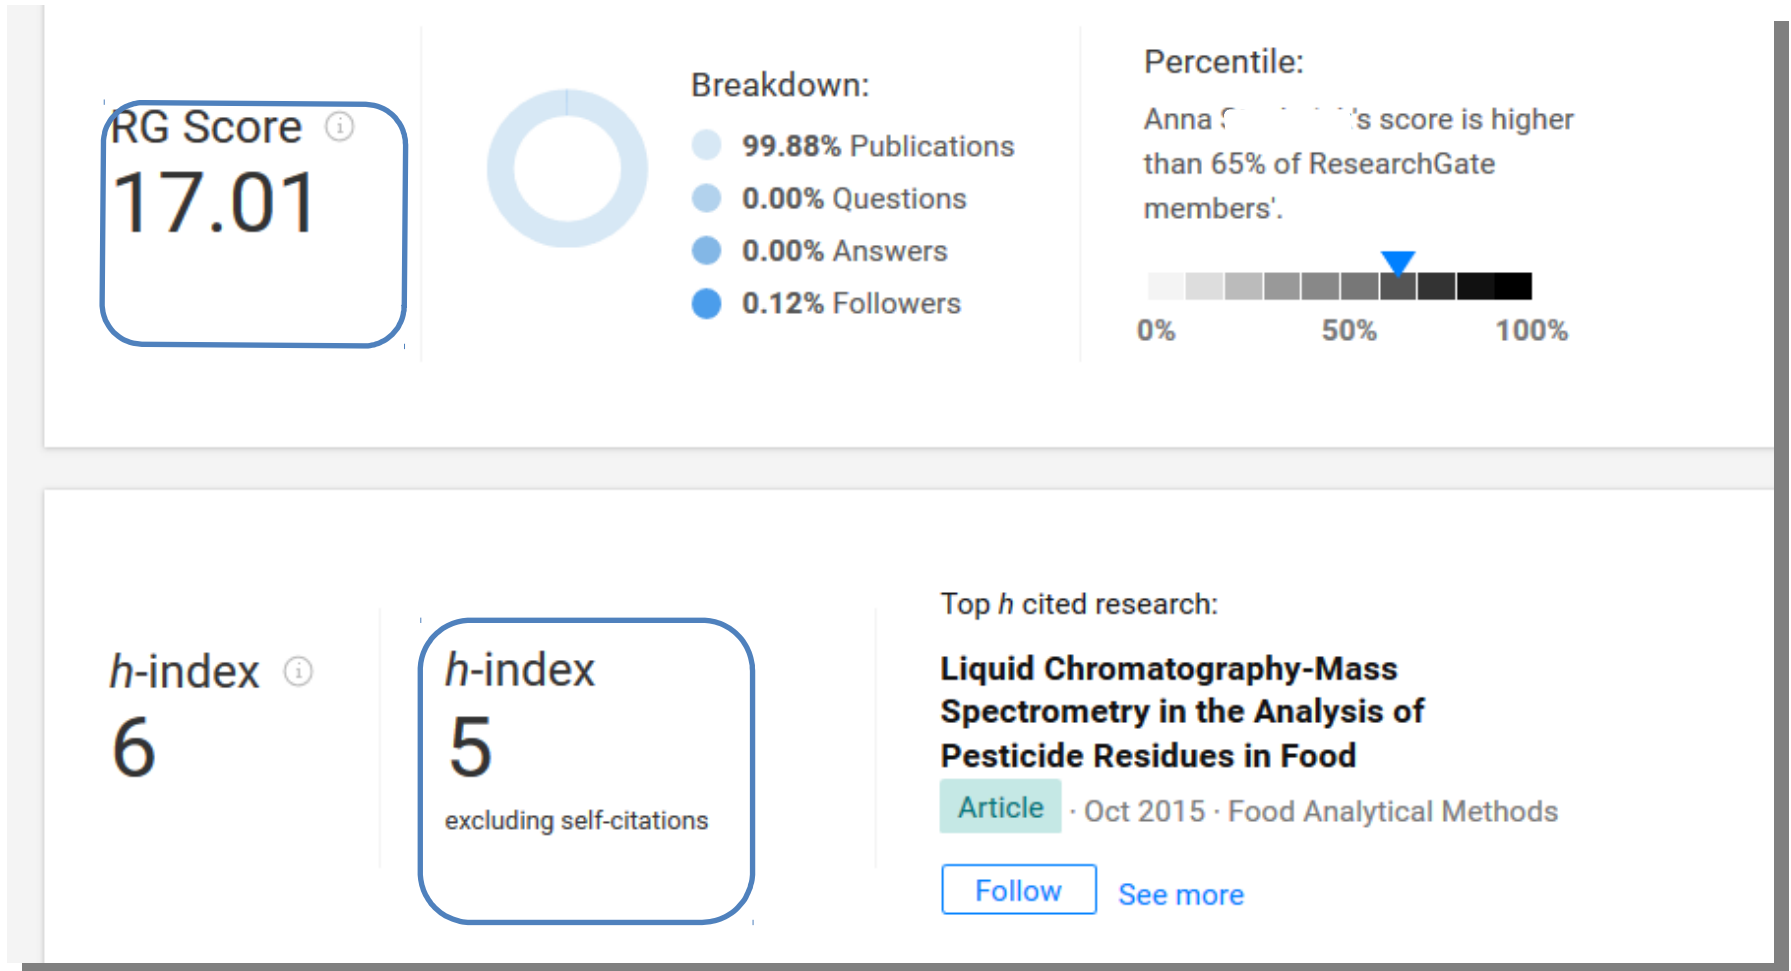 RG Score
17.01
Breakdown:
99.88% Publications
0.00% Questions
0.00% Answers
0.12% Followers
Percentile:
Anna 's score is higher
than 65% of ResearchGate
members'.
0% 50% 100%
h-index
6
h-index
5
excluding self-citations
Top h cited research:
Liquid Chromatography-Mass
Spectrometry in the Analysis of
Pesticide Residues in Food
Article · Oct 2015 · Food Analytical Methods
Follow See more